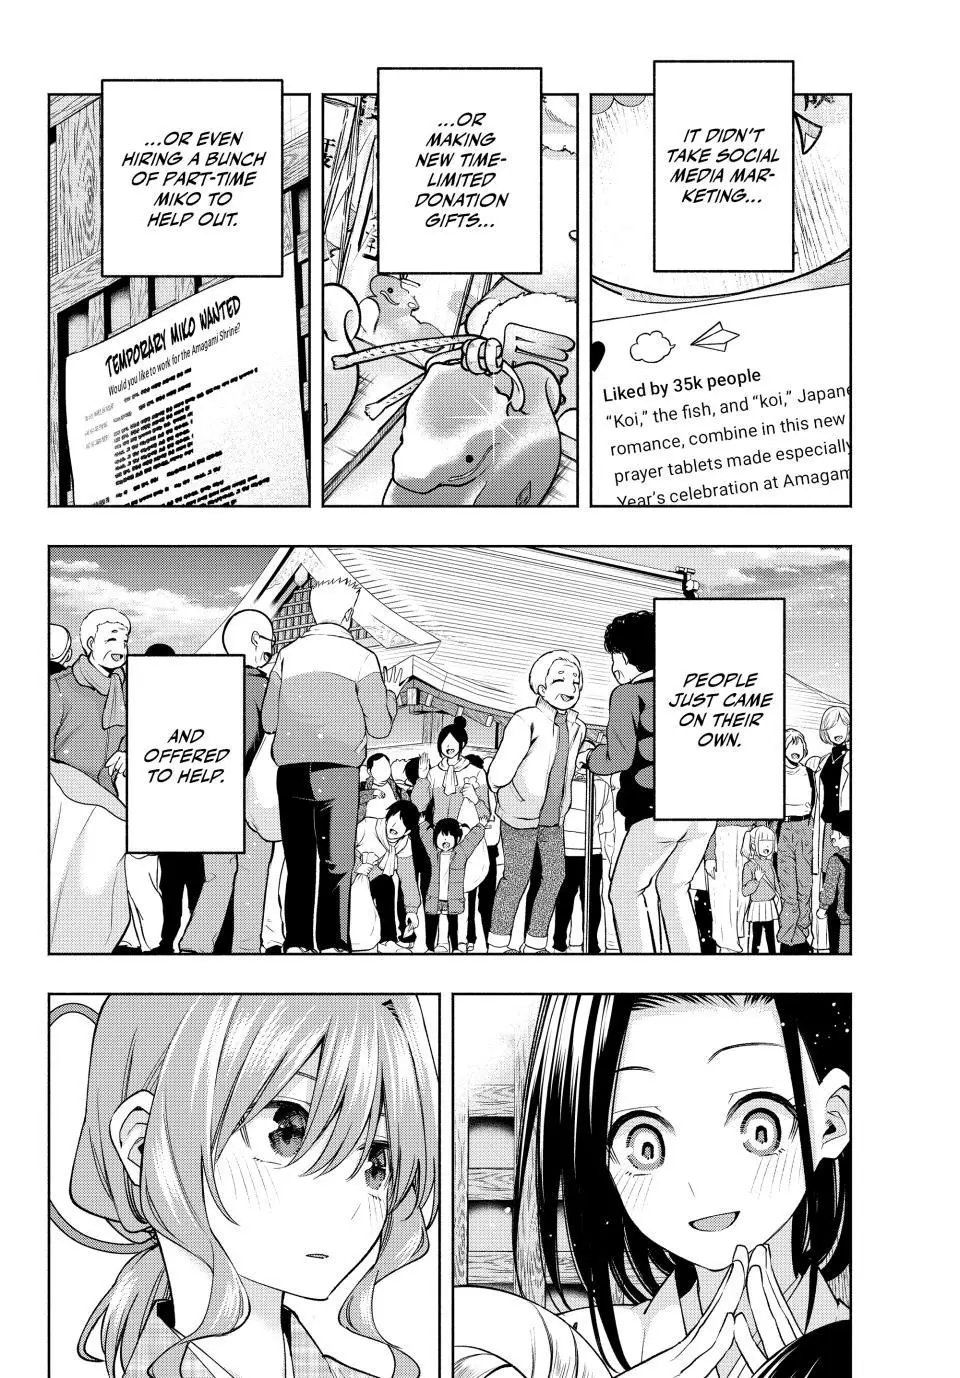 IT DIDN'T
TAKE SOCIAL
MEDIA MAR-
KETING...
Liked by 35k people
"Koi," the fish, and "koi," Japane
romance, combine in this new
prayer tablets made especially
Year's celebration at Amagam
...OR
MAKING
NEW TIME-
LIMITED
DONATION
GIFTS...
...OR EVEN
HIRING A BUNCH
OF PART-TIME
MIKO TO
HELP OUT.
TEMPORARY MIKO WANTED
Would you like to work for the Amagami Shrine?
PEOPLE
JUST CAME
ON THEIR
OWN.
AND
OFFERED
TO HELP.